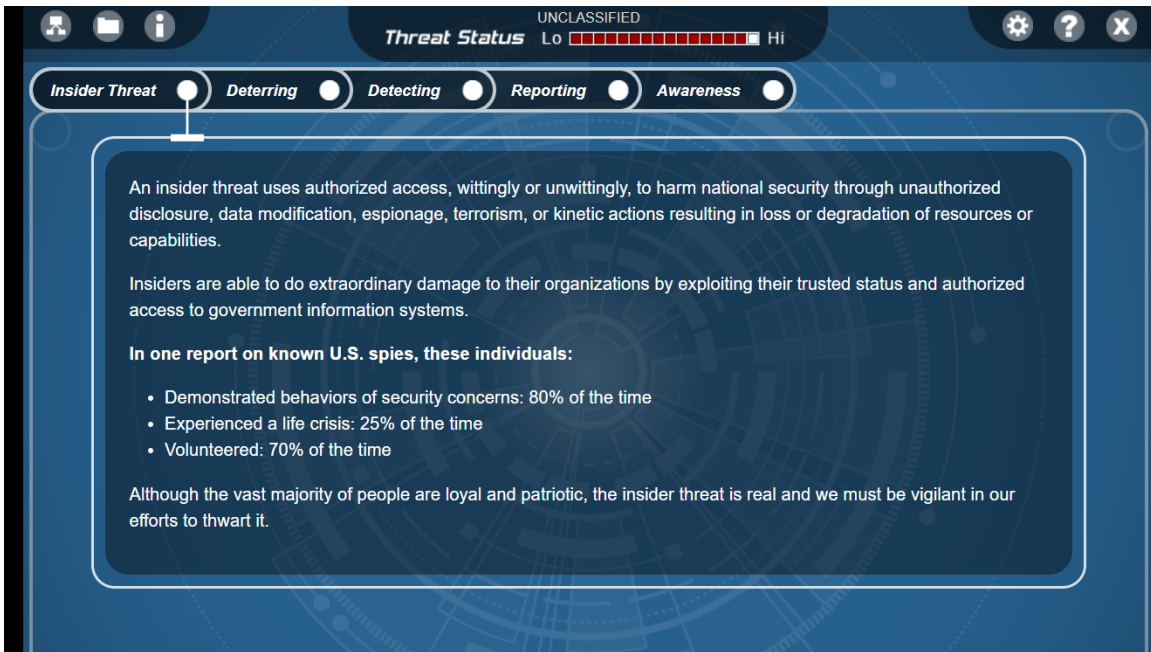 UNCLASSIFIED
Threat Status Lo Hi
Insider Threat Deterring Detecting Reporting Awareness
An insider threat uses authorized access, wittingly or unwittingly, to harm national security through unauthorized
disclosure, data modification, espionage, terrorism, or kinetic actions resulting in loss or degradation of resources or
capabilities.
Insiders are able to do extraordinary damage to their organizations by exploiting their trusted status and authorized
access to government information systems.
In one report on known U.S. spies, these individuals:
• Demonstrated behaviors of security concerns: 80% of the time
• Experienced a life crisis: 25% of the time
• Volunteered: 70% of the time
Although the vast majority of people are loyal and patriotic, the insider threat is real and we must be vigilant in our
efforts to thwart it.